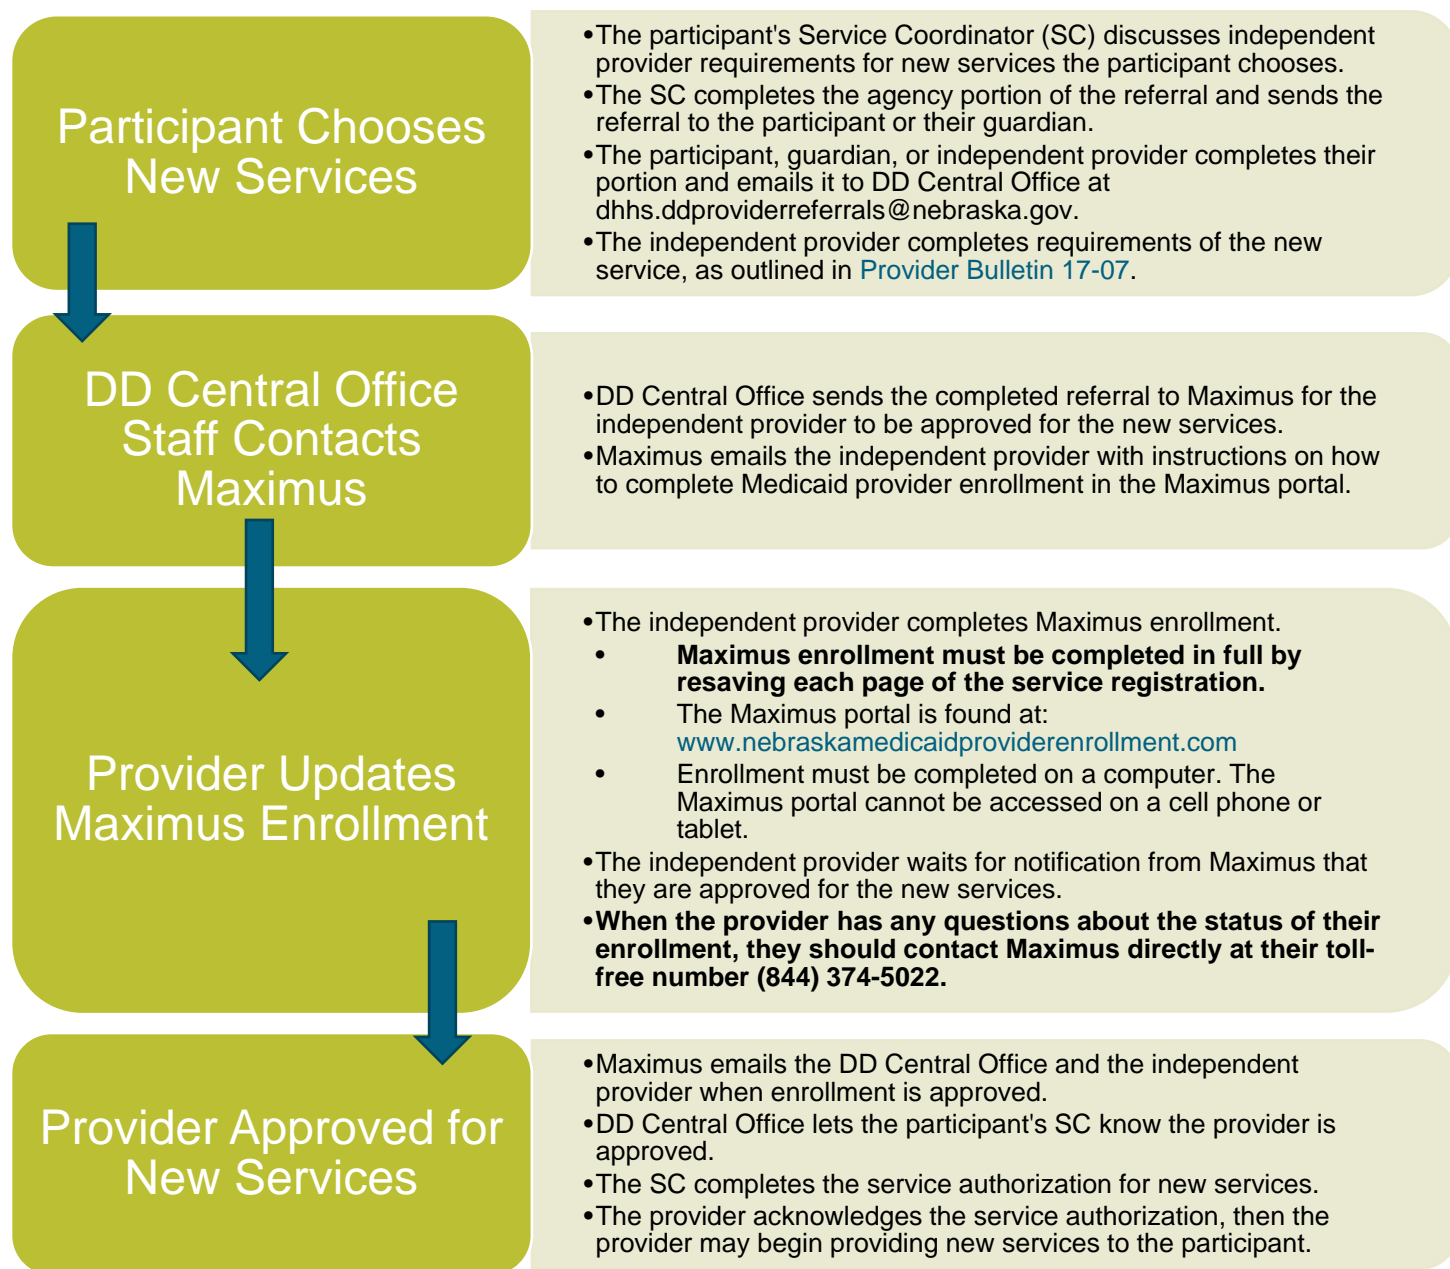 Participant Chooses
New Services
•The participant's Service Coordinator (SC) discusses independent
provider requirements for new services the participant chooses.
•The SC completes the agency portion of the referral and sends the
referral to the participant or their guardian.
•The participant, guardian, or independent provider completes their
portion and emails it to DD Central Office at
dhhs.ddproviderreferrals@nebraska.gov.
•The independent provider completes requirements of the new
service, as outlined in Provider Bulletin 17-07.
DD Central Office
Staff Contacts
Maximus
•DD Central Office sends the completed referral to Maximus for the
independent provider to be approved for the new services.
•Maximus emails the independent provider with instructions on how
to complete Medicaid provider enrollment in the Maximus portal.
Provider Updates
Maximus Enrollment
•The independent provider completes Maximus enrollment.
• Maximus enrollment must be completed in full by
resaving each page of the service registration.
• The Maximus portal is found at:
www.nebraskamedicaidproviderenrollment.com
• Enrollment must be completed on a computer. The
Maximus portal cannot be accessed on a cell phone or
tablet.
•The independent provider waits for notification from Maximus that
they are approved for the new services.
•When the provider has any questions about the status of their
enrollment, they should contact Maximus directly at their toll-
free number (844) 374-5022.
Provider Approved for
New Services
•Maximus emails the DD Central Office and the independent
provider when enrollment is approved.
•DD Central Office lets the participant's SC know the provider is
approved.
•The SC completes the service authorization for new services.
•The provider acknowledges the service authorization, then the
provider may begin providing new services to the participant.